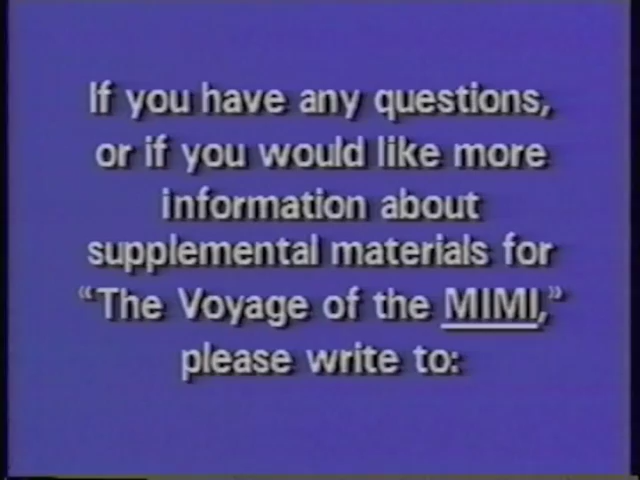 If you have any questions,
or if you would like more
information about
supplemental materials for
“The Voyage of the MIMI,”
please write to: